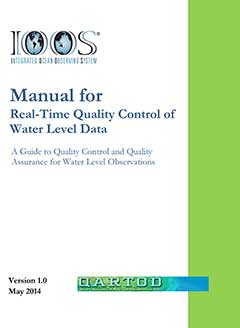 IOOS®
INTEGRATED OCEAN OBSERVING SYSTEM
Manual for
Real-Time Quality Control of
Water Level Data
A Guide to Quality Control and Quality
Assurance for Water Level Observations
Version 1.0
May 2014
QARTOD